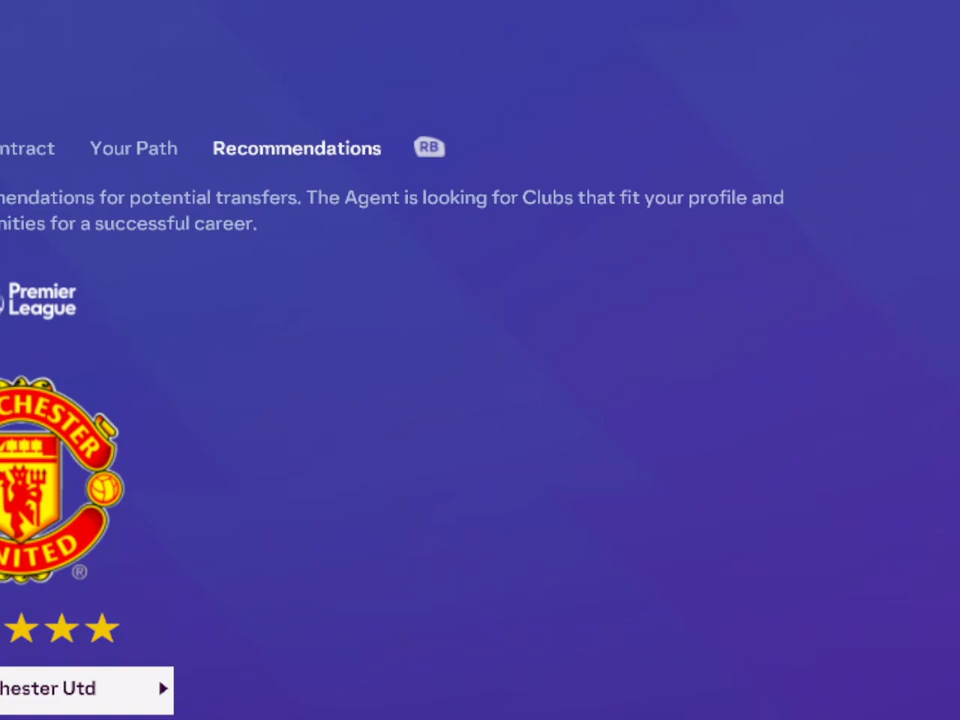 ntract Your Path Recommendations RB
mendations for potential transfers. The Agent is looking for Clubs that fit your profile and
nities for a successful career.
Premier
League
CHESTER
NITED
®
hester Utd